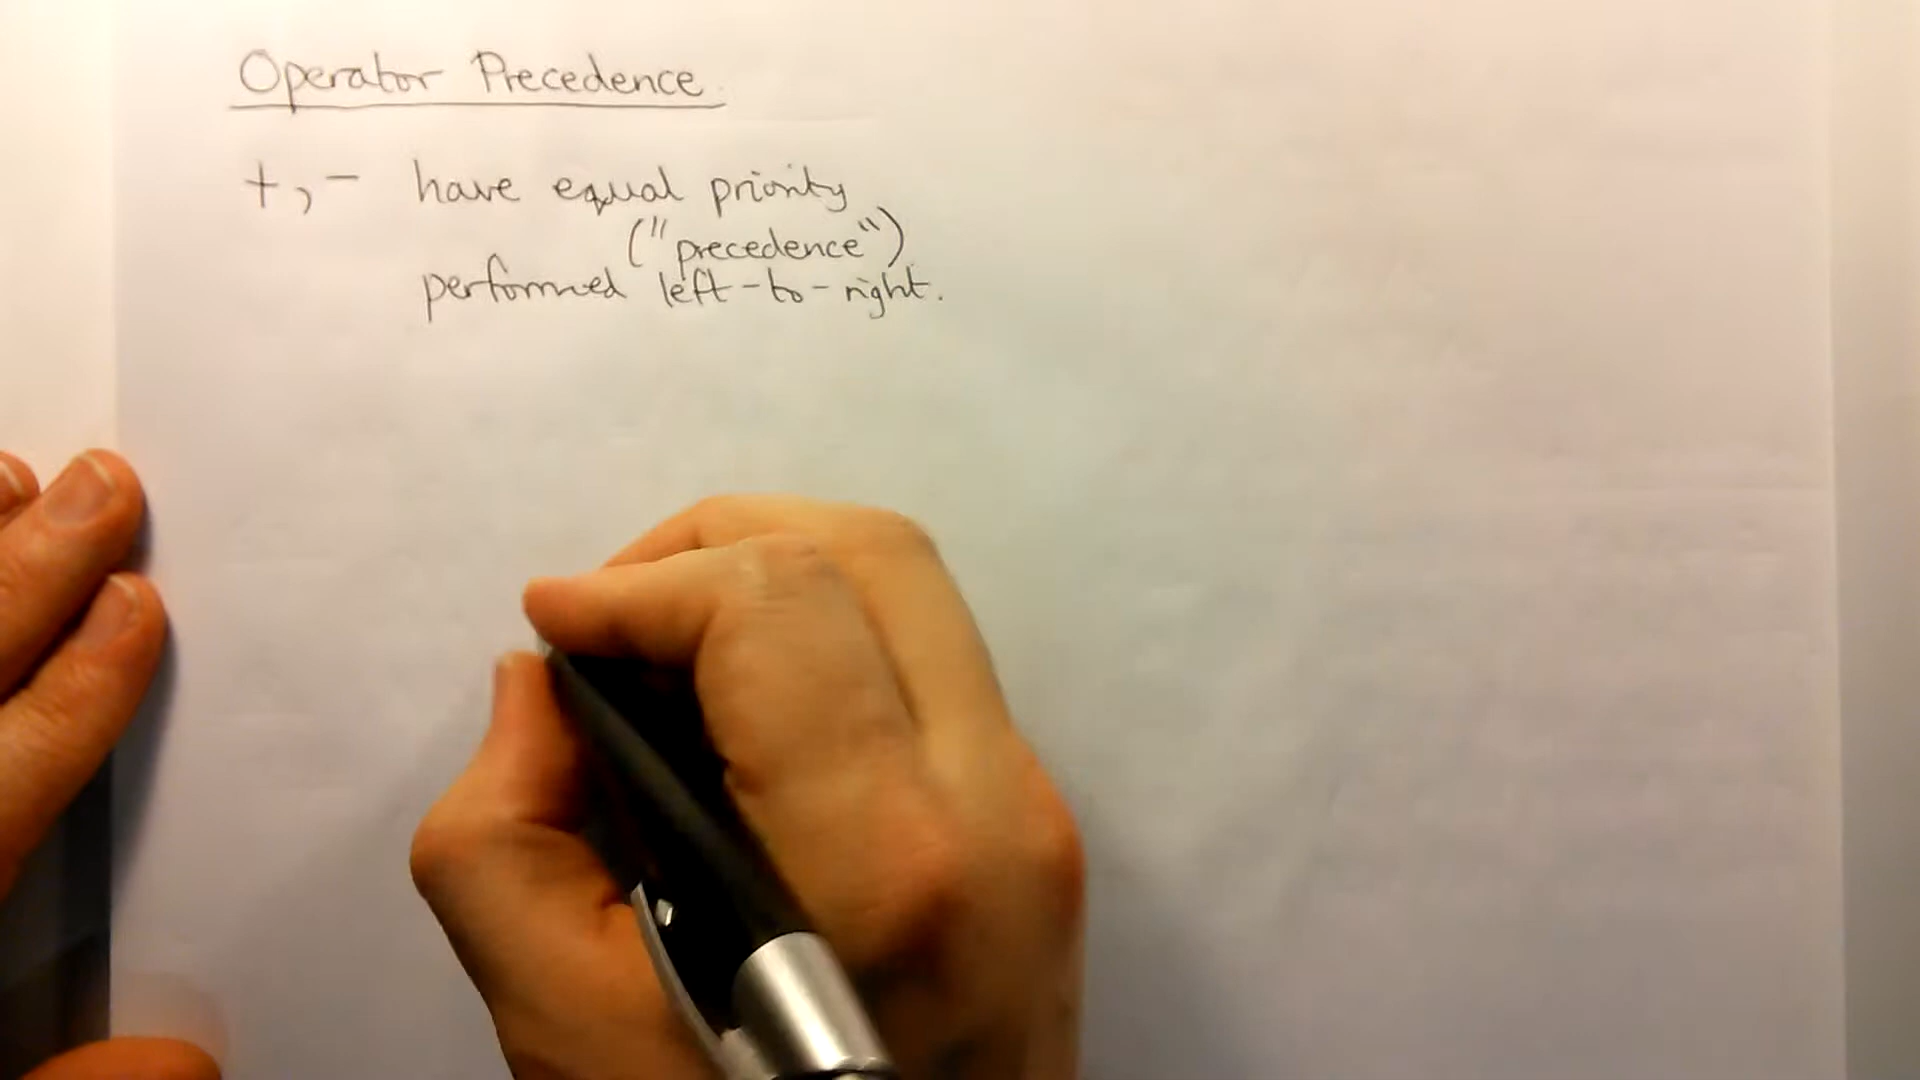 Operator Precedence
+, - have equal priority
("precedence")
performed left-to-right.